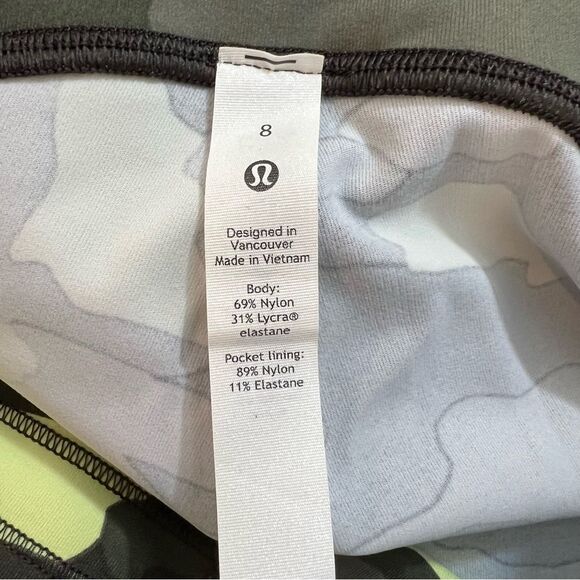 8
Designed in
Vancouver
Made in Vietnam
Body:
69% Nylon
31% Lycra®
elastane
Pocket lining:
89% Nylon
11% Elastane